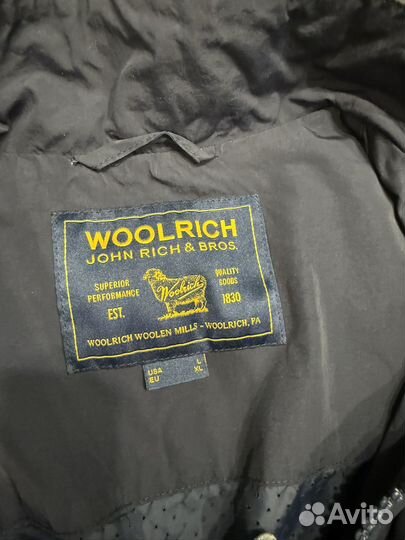 WOOLRICH
JOHN RICH & BROS.
SUPERIOR PERFORMANCE
QUALITY GOODS
Woolrich
EST.
1830
WOOLRICH WOOLEN MILLS - WOOLRICH, PA
USA L
EU XL
Avito